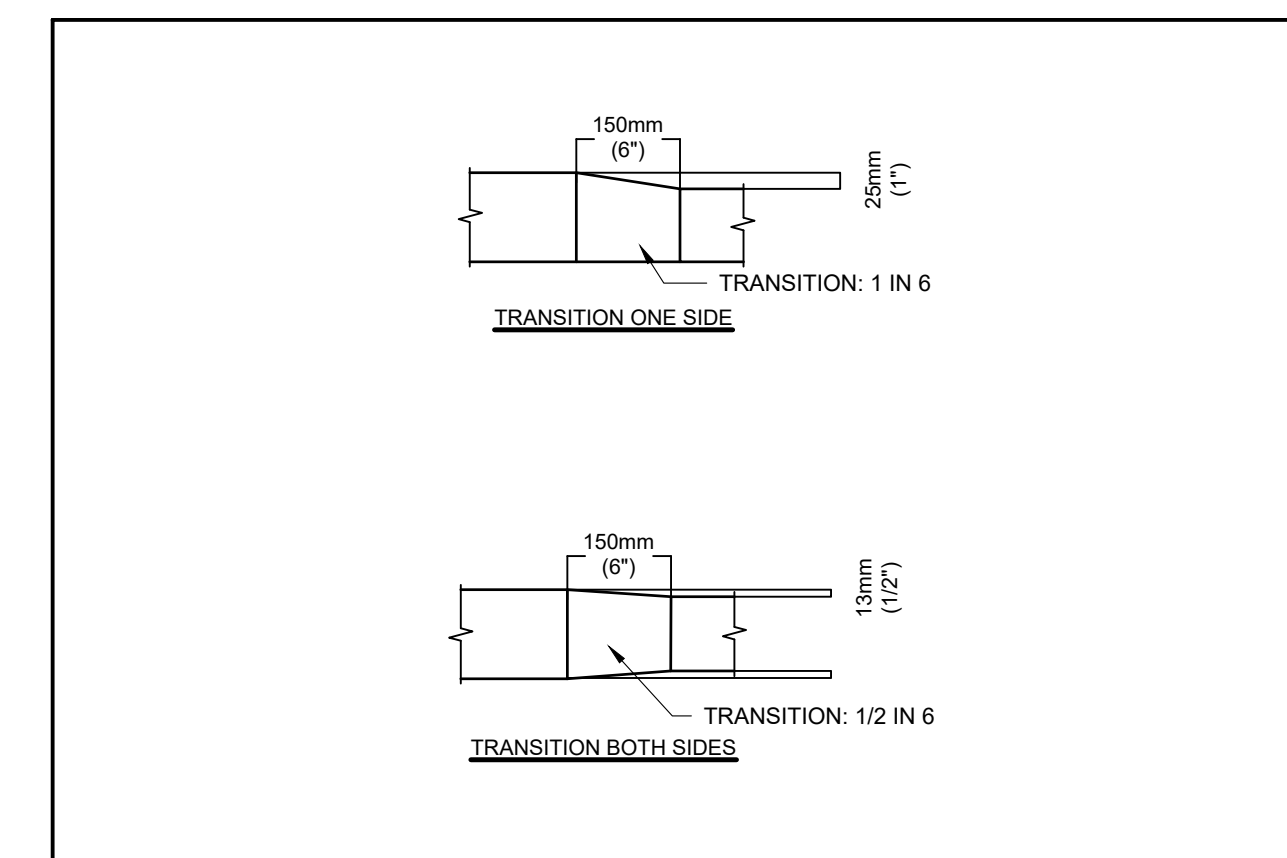 150mm
(6")
25mm
(1")
TRANSITION: 1 IN 6
TRANSITION ONE SIDE
150mm
(6")
13mm
(1/2")
TRANSITION: 1/2 IN 6
TRANSITION BOTH SIDES